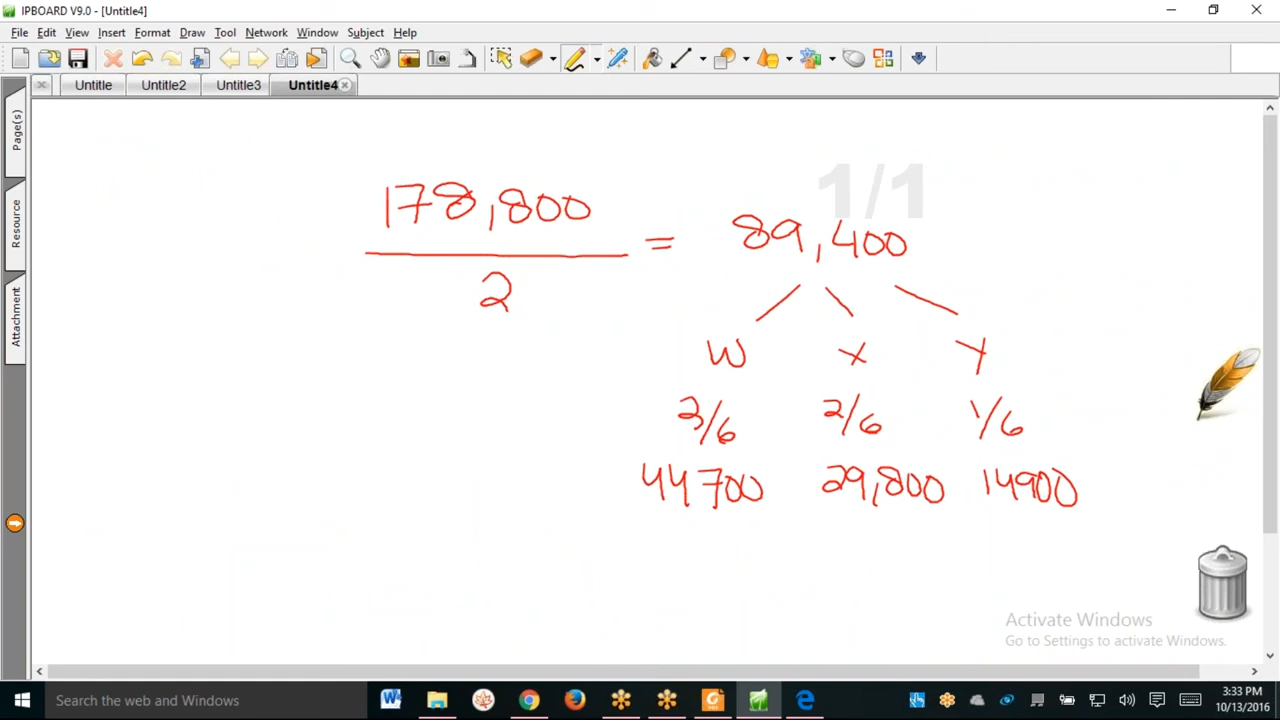 IPBOARD V9.0 - [Untitle4]
File Edit View Insert Format Draw Tool Network Window Subject Help
Untitle Untitle2 Untitle3 Untitle4
Page(s)
Resource
Attachment
1/1
178,800
2
= 89,400
W X Y
3/6 2/6 1/6
44700 29,800 14900
Activate Windows
Go to Settings to activate Windows.
Search the web and Windows
3:33 PM
10/13/2016